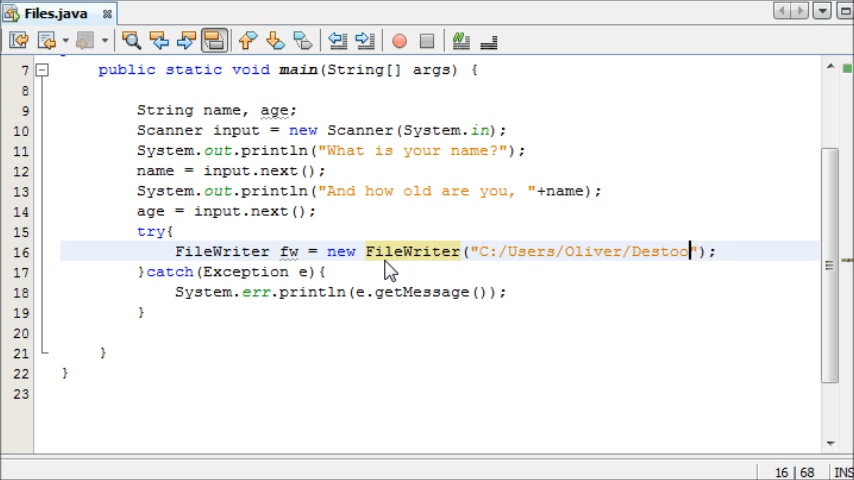 Files.java
7 public static void main(String[] args) {
8
9 String name, age;
10 Scanner input = new Scanner(System.in);
11 System.out.println("What is your name?");
12 name = input.next();
13 System.out.println("And how old are you, "+name);
14 age = input.next();
15 try{
16 FileWriter fw = new FileWriter("C:/Users/Oliver/Destoo");
17 }catch(Exception e){
18 System.err.println(e.getMessage());
19 }
20
21 }
22 }
23
16 | 68 INS